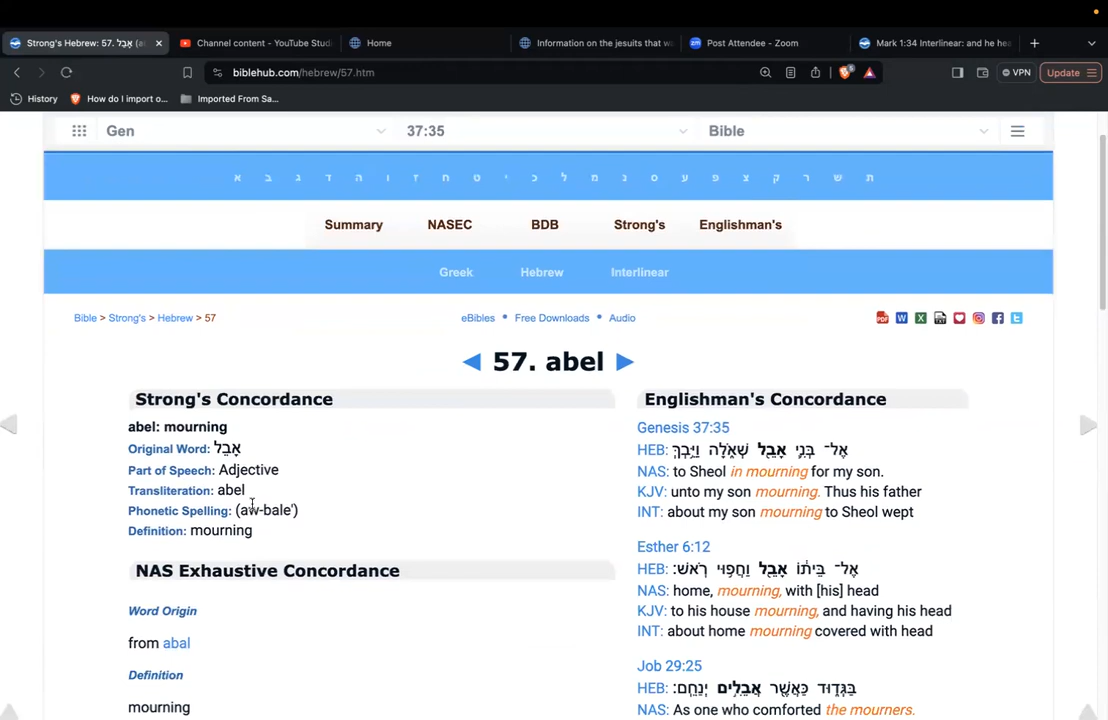 Strong's Hebrew: 57. אָבֵל (a
Channel content - YouTube Stud
Home
Information on the jesuits that w
Post Attendee - Zoom
Mark 1:34 Interlinear: and he hea
biblehub.com/hebrew/57.htm
VPN
Update
History
How do I import o...
Imported From Sa...
Gen
37:35
Bible
א ב ג ד ה ו ז ח ט י כ ל מ נ ס ע פ צ ק ר ש ת
Summary NASEC BDB Strong's Englishman's
Greek Hebrew Interlinear
Bible > Strong's > Hebrew > 57
eBibles • Free Downloads • Audio
◄ 57. abel ►
Strong's Concordance
abel: mourning
Original Word: אָבֵל
Part of Speech: Adjective
Transliteration: abel
Phonetic Spelling: (aw-bale')
Definition: mourning
NAS Exhaustive Concordance
Word Origin
from abal
Definition
mourning
Englishman's Concordance
Genesis 37:35
HEB: אֶל־ בְּנִ֛י אָבֵ֖ל שְׁאֹ֑לָה וַיֵּ֥בְךְּ
NAS: to Sheol in mourning for my son.
KJV: unto my son mourning. Thus his father
INT: about my son mourning to Sheol wept
Esther 6:12
HEB: אֶל־ בֵּית֔וֹ אָבֵ֖ל וַחֲפ֥וּי רֹֽאשׁ׃
NAS: home, mourning, with [his] head
KJV: to his house mourning, and having his head
INT: about home mourning covered with head
Job 29:25
HEB: בַּגְּד֑וּד כַּאֲשֶׁ֖ר אֲבֵלִ֣ים יְנַחֵֽם׃
NAS: As one who comforted the mourners.